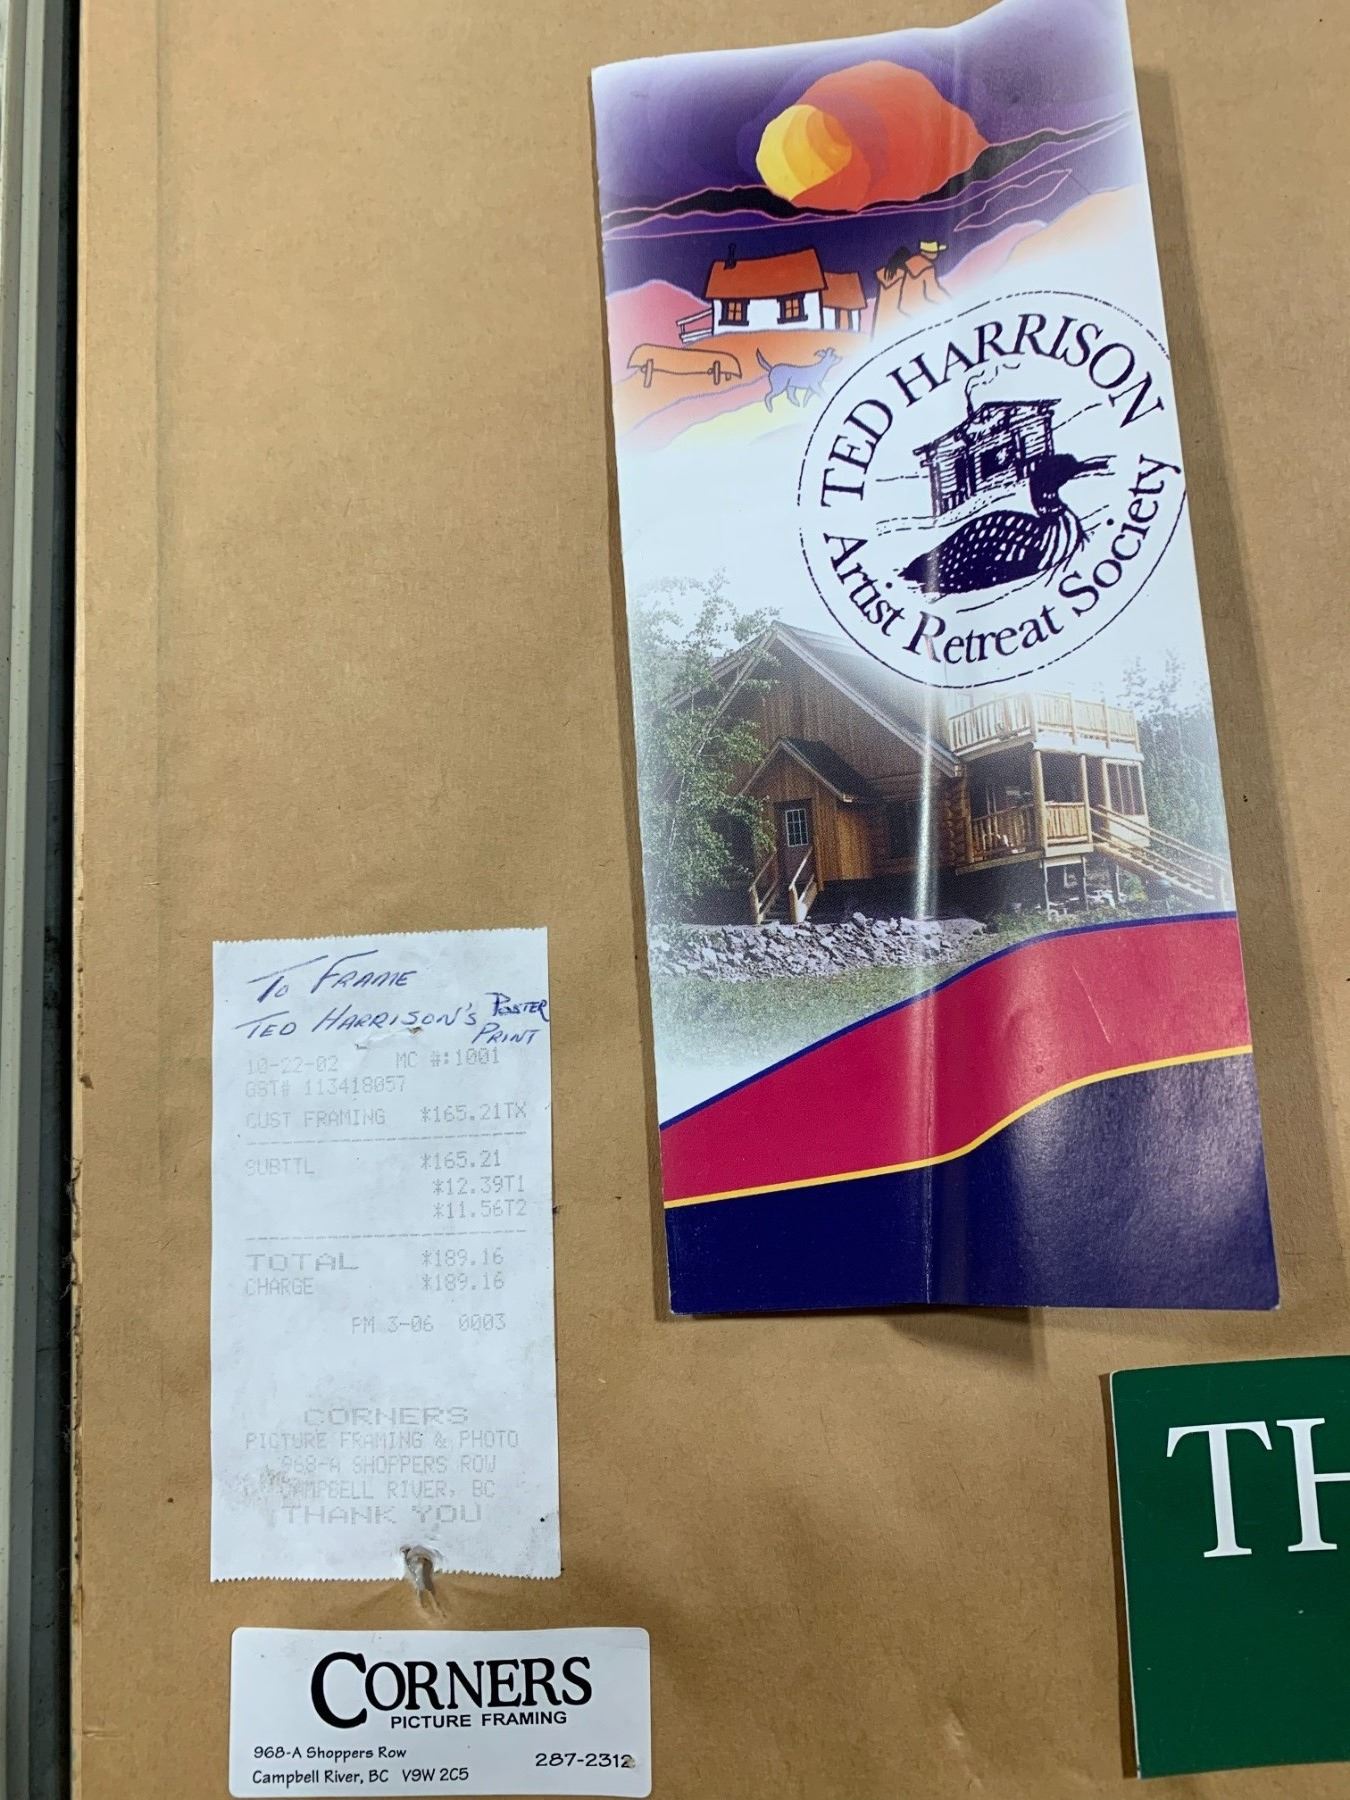 TED HARRISON
Artist Retreat Society
To FRAME
TED HARRISON'S POSTER
PRINT
10-22-02 MC #:1001
GST# 113418057
CUST FRAMING *165.21TX
SUBTTL *165.21
*12.39T1
*11.56T2
TOTAL *189.16
CHARGE *189.16
PM 3-06 0003
CORNERS
PICTURE FRAMING & PHOTO
968-A SHOPPERS ROW
CAMPBELL RIVER, BC
THANK YOU
TH
CORNERS
PICTURE FRAMING
968-A Shoppers Row 287-2312
Campbell River, BC V9W 2C5